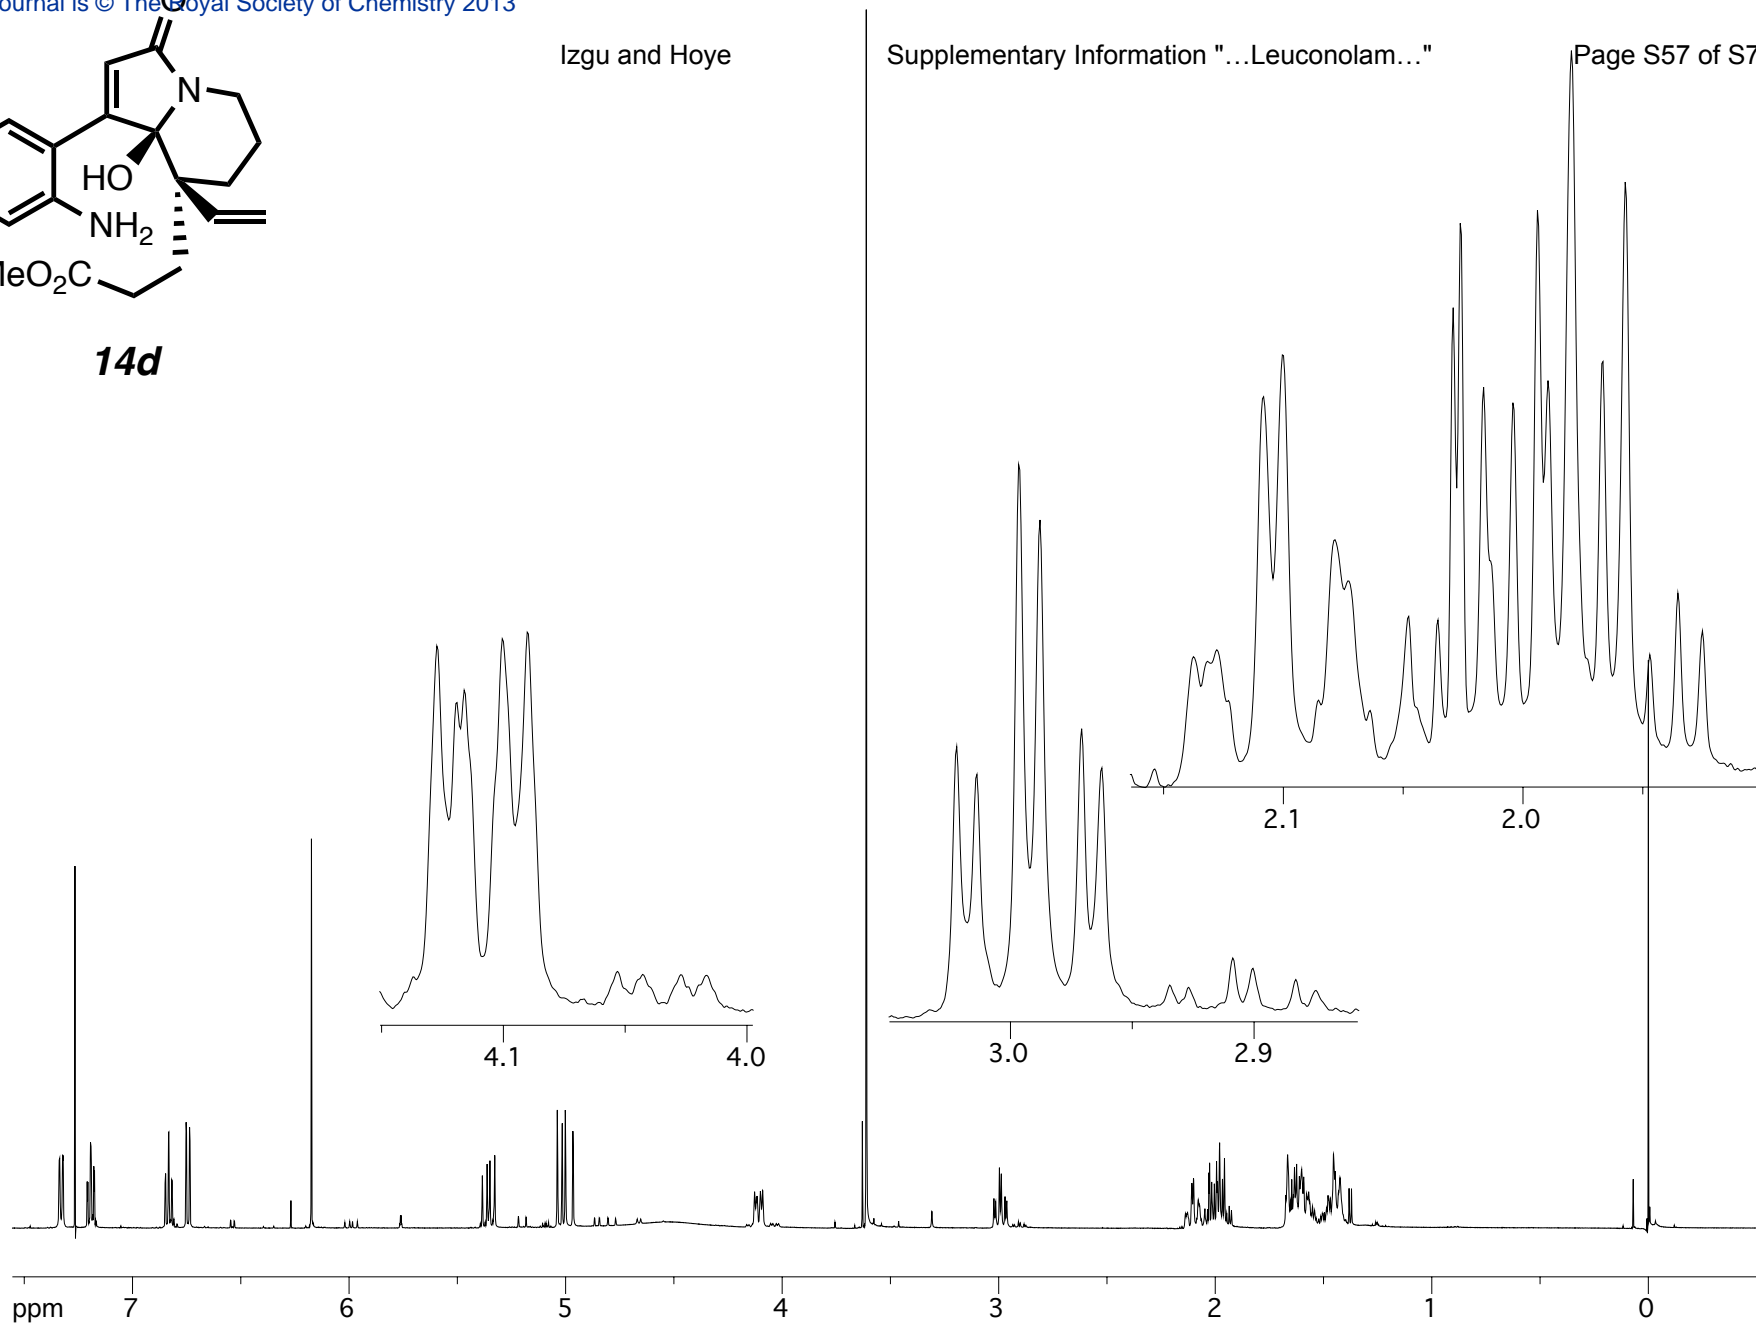 ournal is © The Royal Society of Chemistry 2013
Izgu and Hoye
Supplementary Information "...Leuconolam..."
Page S57 of S7
O
N
HO
NH2
MeO2C
14d
2.1 2.0
3.0 2.9
4.1 4.0
ppm 7 6 5 4 3 2 1 0